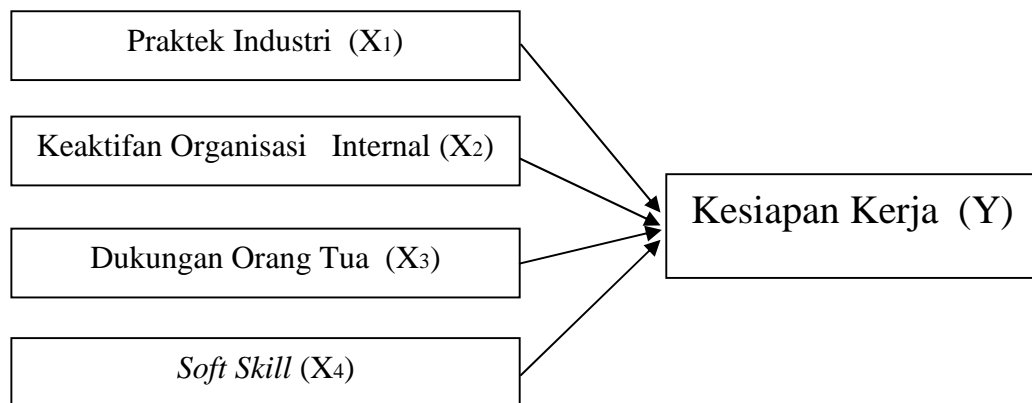 Praktek Industri (X1)
Keaktifan Organisasi Internal (X2)
Kesiapan Kerja (Y)
Dukungan Orang Tua (X3)
Soft Skill (X4)